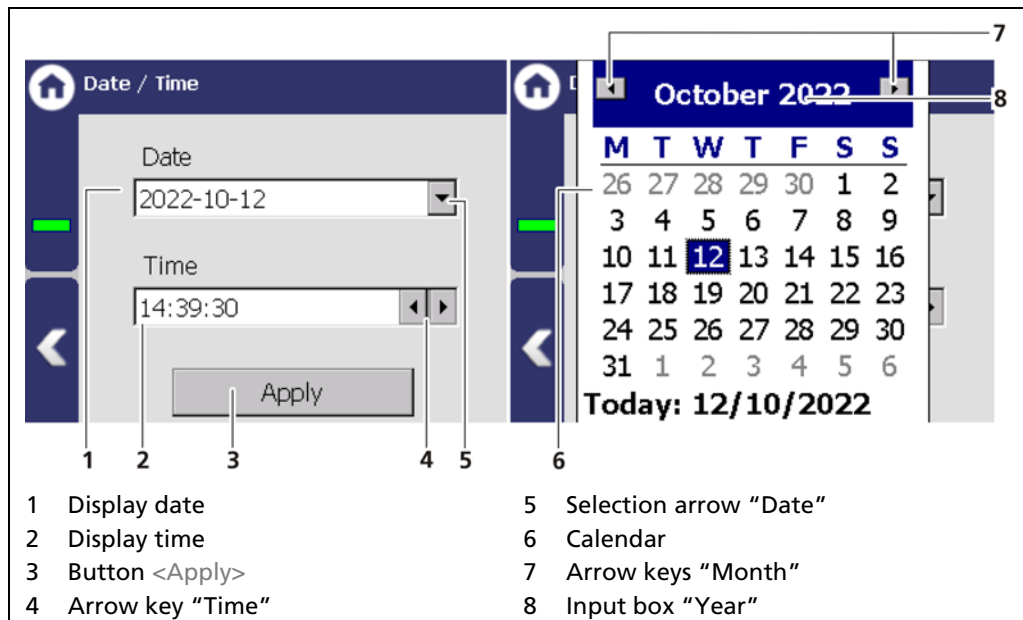 7
Date / Time
October 2022
8
Date
M T W T F S S
1
2022-10-12
6
26 27 28 29 30 1 2
3 4 5 6 7 8 9
Time
10 11 12 13 14 15 16
14:39:30
17 18 19 20 21 22 23
24 25 26 27 28 29 30
Apply
31 1 2 3 4 5 6
Today: 12/10/2022
1 2 3 4 5 6
1 Display date
2 Display time
3 Button <Apply>
4 Arrow key “Time”
5 Selection arrow “Date”
6 Calendar
7 Arrow keys “Month”
8 Input box “Year”